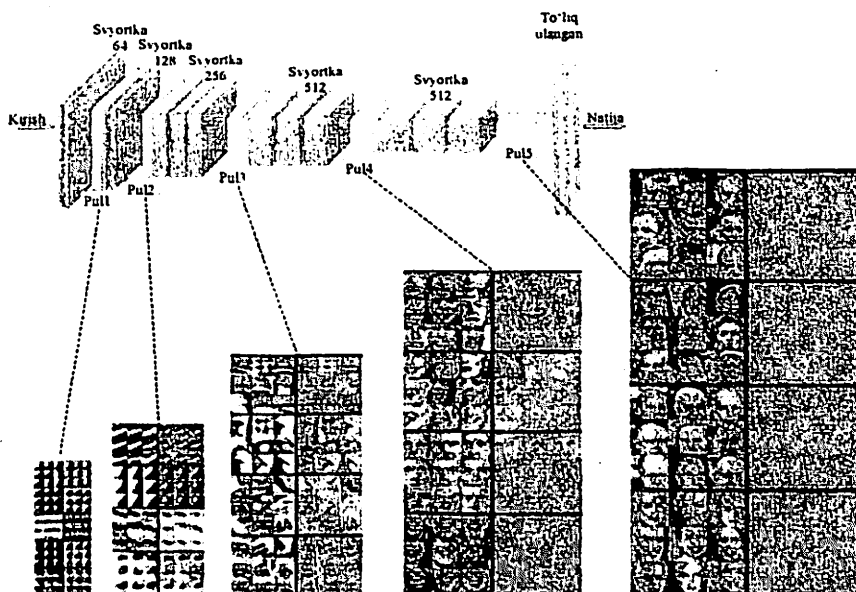 To'liq
ulangan
Svyortka
64
Svyortka
128
Svyortka
256
Svyortka
512
Svyortka
512
Kirish
Natija
Pul1
Pul2
Pul3
Pul4
Pul5